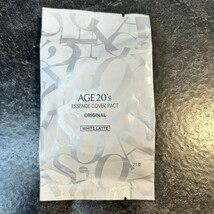 AGE 20's
ESSENCE COVER PACT
ORIGINAL
WHITE LATTE